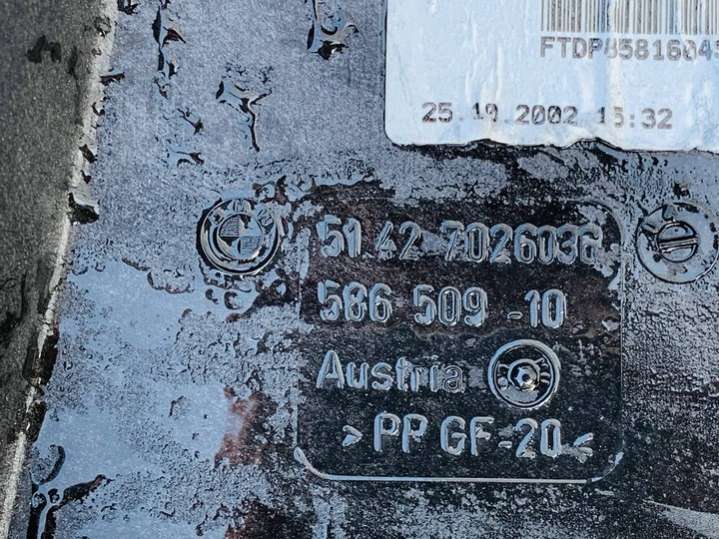 FTDP8581604
25.10.2002 15:32
51.42 7026036
586 509 -10
Austria
>PP GF-20<